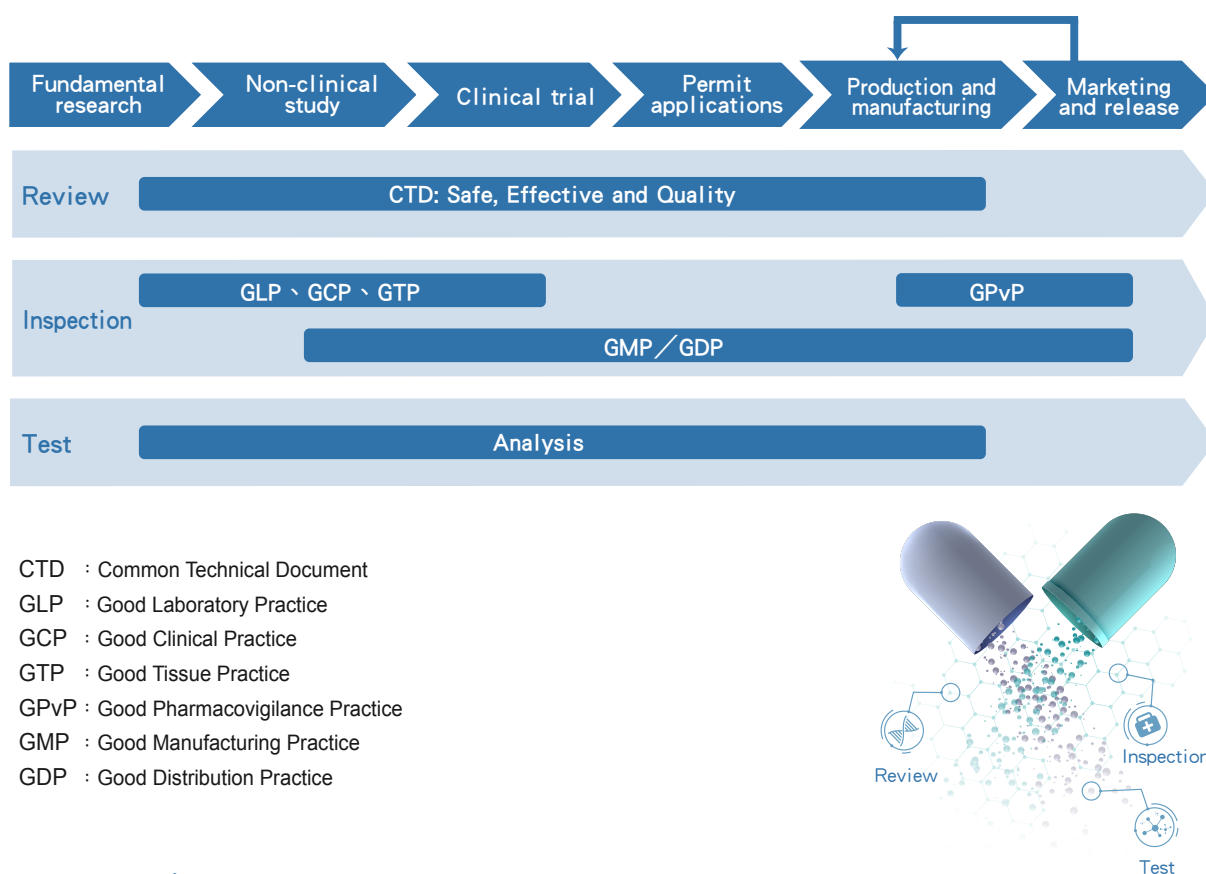 Fundamental
research
Non-clinical
study
Clinical trial
Permit
applications
Production and
manufacturing
Marketing
and release
Review
CTD: Safe, Effective and Quality
Inspection
GLP、GCP、GTP
GPvP
GMP／GDP
Test
Analysis
CTD : Common Technical Document
GLP : Good Laboratory Practice
GCP : Good Clinical Practice
GTP : Good Tissue Practice
GPvP : Good Pharmacovigilance Practice
GMP : Good Manufacturing Practice
GDP : Good Distribution Practice
Review
Inspection
Test